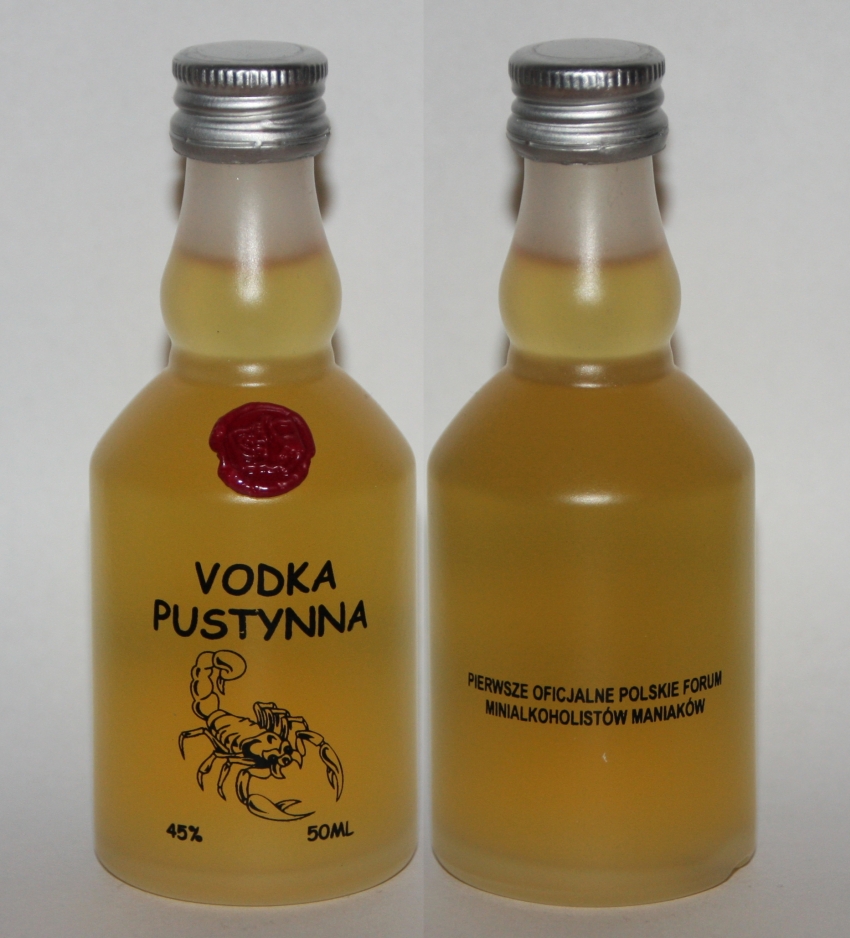 VODKA
PUSTYNNA
45% 50ML
PIERWSZE OFICJALNE POLSKIE FORUM
MINIALKOHOLISTÓW MANIAKÓW